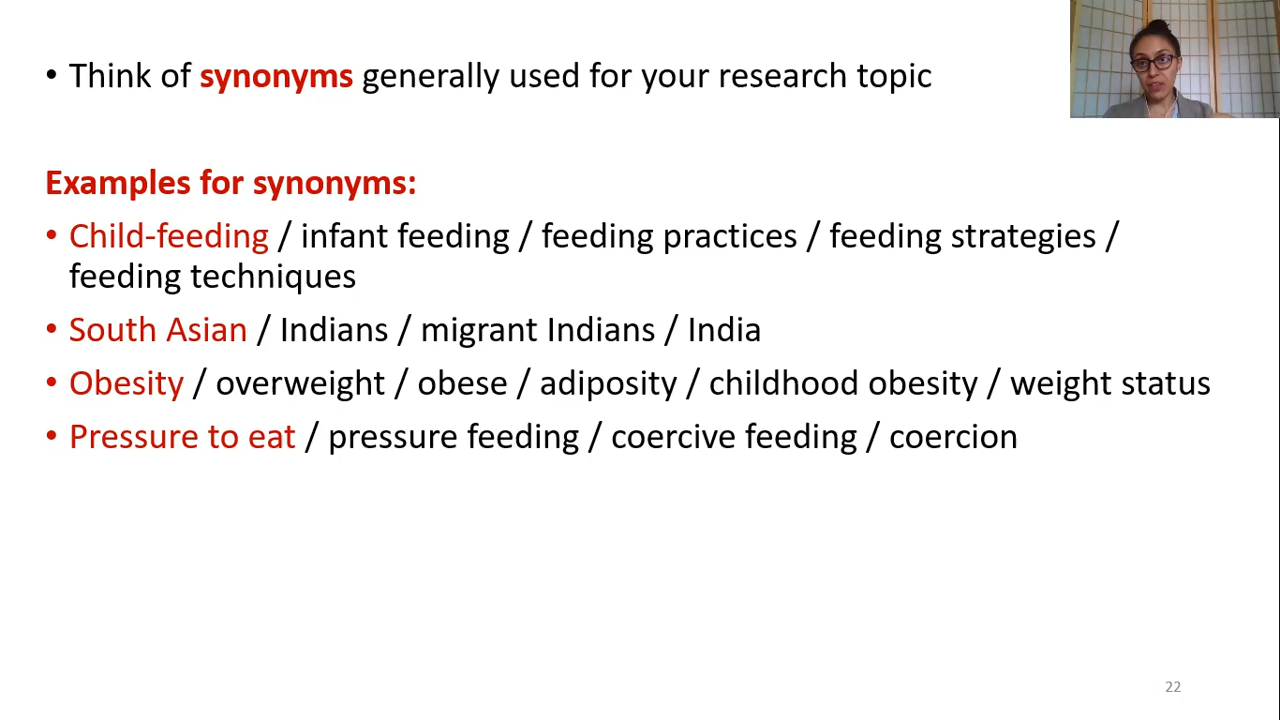 • Think of synonyms generally used for your research topic
Examples for synonyms:
• Child-feeding / infant feeding / feeding practices / feeding strategies /
feeding techniques
• South Asian / Indians / migrant Indians / India
• Obesity / overweight / obese / adiposity / childhood obesity / weight status
• Pressure to eat / pressure feeding / coercive feeding / coercion
22